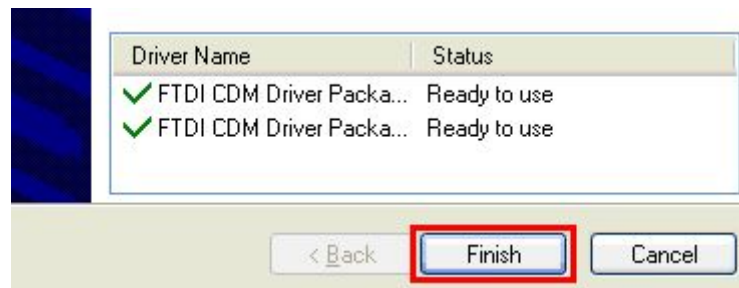 Driver Name Status
FTDI CDM Driver Packa... Ready to use
FTDI CDM Driver Packa... Ready to use
< Back Finish Cancel